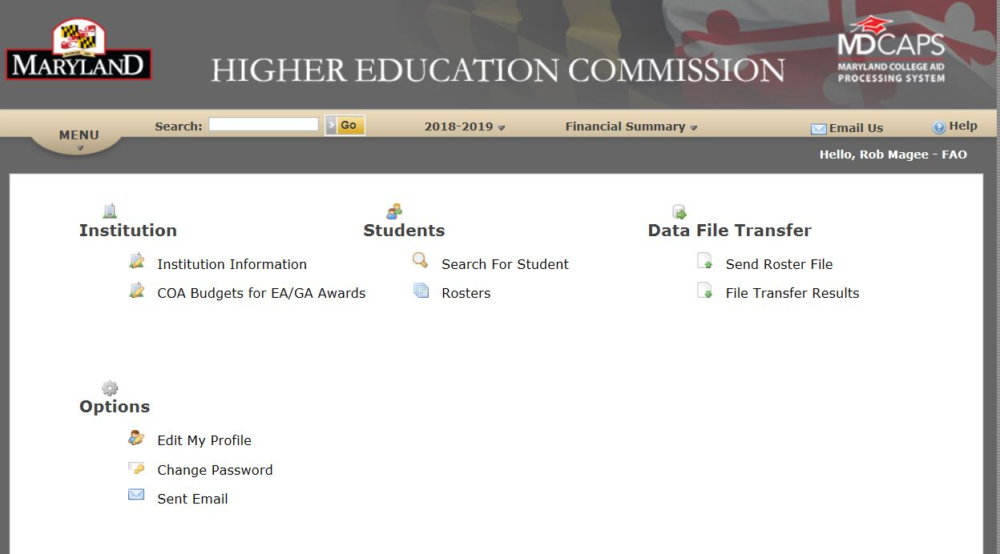 MARYLAND
HIGHER EDUCATION COMMISSION
MDCAPS
MARYLAND COLLEGE AID
PROCESSING SYSTEM
MENU
Search:
Go
2018-2019
Financial Summary
Email Us
Help
Hello, Rob Magee - FAO
Institution
Institution Information
COA Budgets for EA/GA Awards
Students
Search For Student
Rosters
Data File Transfer
Send Roster File
File Transfer Results
Options
Edit My Profile
Change Password
Sent Email